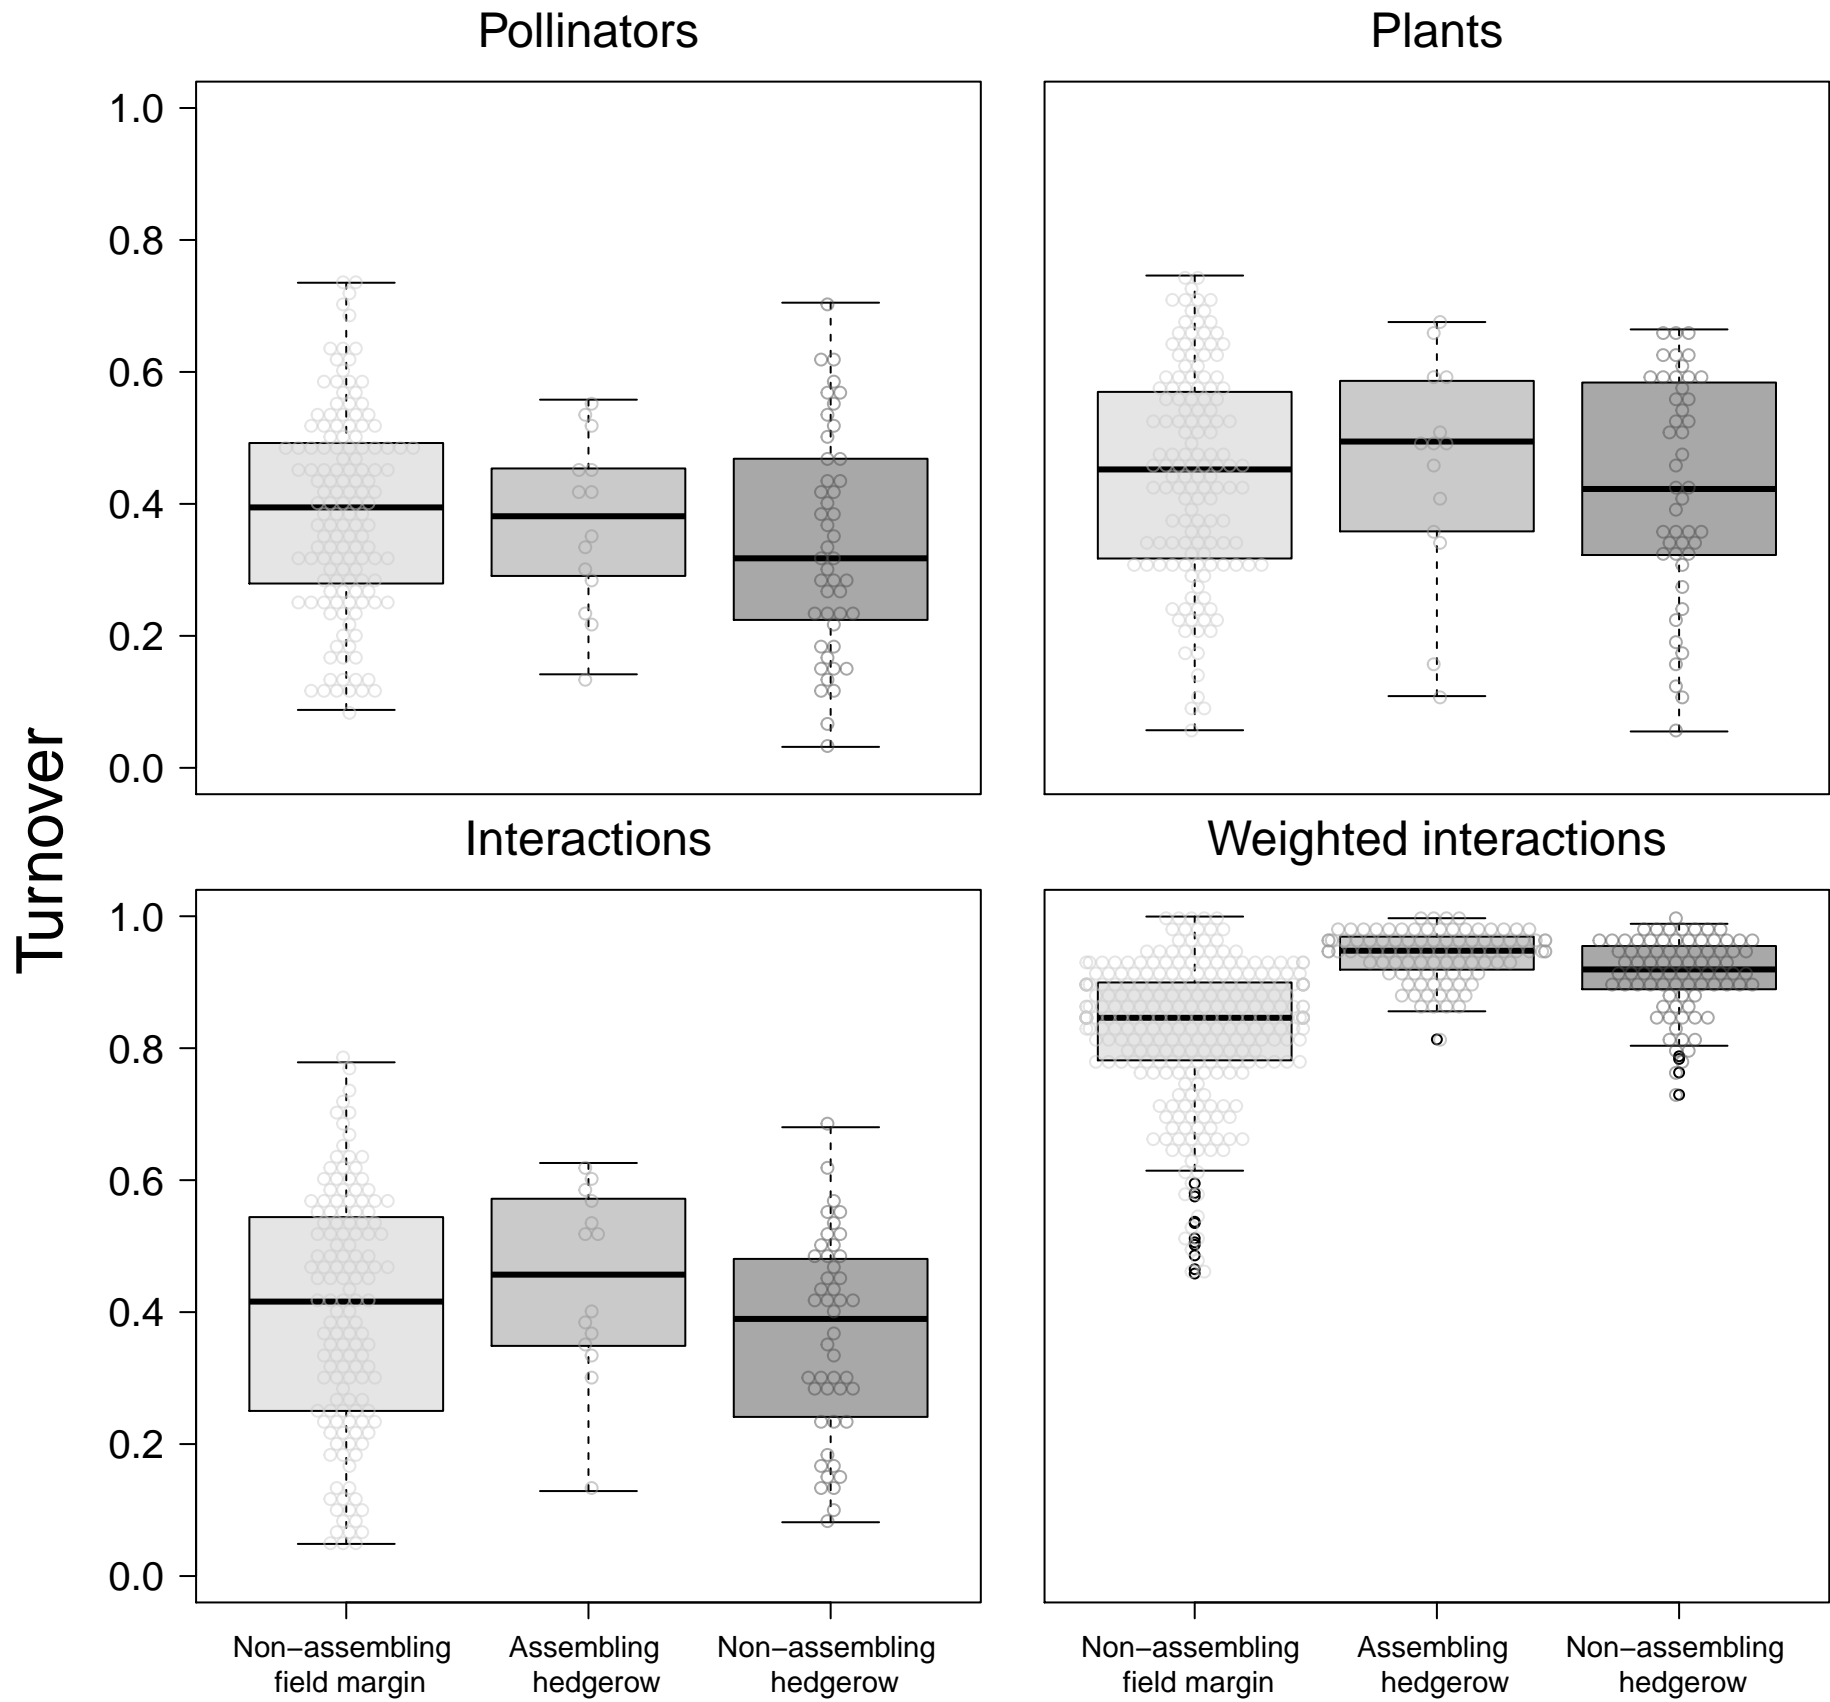 Pollinators
Plants
1.0
0.8
0.6
0.4
0.2
0.0
Turnover
Interactions
Weighted interactions
1.0
0.8
0.6
0.4
0.2
0.0
Non−assembling
field margin
Assembling
hedgerow
Non−assembling
hedgerow
Non−assembling
field margin
Assembling
hedgerow
Non−assembling
hedgerow